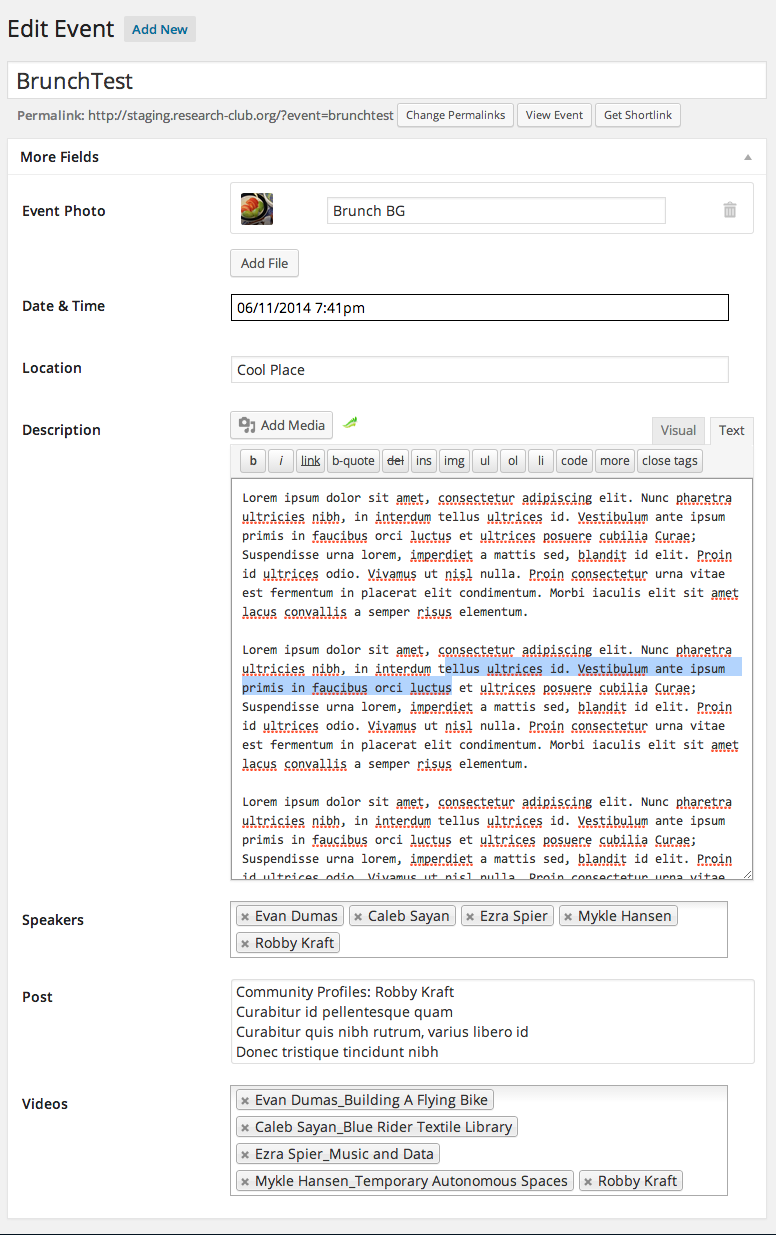 Edit Event Add New
BrunchTest
Permalink: http://staging.research-club.org/?event=brunchtest Change Permalinks View Event Get Shortlink
More Fields
Event Photo Brunch BG
Add File
Date & Time 06/11/2014 7:41pm
Location Cool Place
Description Add Media Visual Text
b i link b-quote del ins img ul ol li code more close tags
Lorem ipsum dolor sit amet, consectetur adipiscing elit. Nunc pharetra
ultricies nibh, in interdum tellus ultrices id. Vestibulum ante ipsum
primis in faucibus orci luctus et ultrices posuere cubilia Curae;
Suspendisse urna lorem, imperdiet a mattis sed, blandit id elit. Proin
id ultrices odio. Vivamus ut nisl nulla. Proin consectetur urna vitae
est fermentum in placerat elit condimentum. Morbi iaculis elit sit amet
lacus convallis a semper risus elementum.
Lorem ipsum dolor sit amet, consectetur adipiscing elit. Nunc pharetra
ultricies nibh, in interdum tellus ultrices id. Vestibulum ante ipsum
primis in faucibus orci luctus et ultrices posuere cubilia Curae;
Suspendisse urna lorem, imperdiet a mattis sed, blandit id elit. Proin
id ultrices odio. Vivamus ut nisl nulla. Proin consectetur urna vitae
est fermentum in placerat elit condimentum. Morbi iaculis elit sit amet
lacus convallis a semper risus elementum.
Lorem ipsum dolor sit amet, consectetur adipiscing elit. Nunc pharetra
ultricies nibh, in interdum tellus ultrices id. Vestibulum ante ipsum
primis in faucibus orci luctus et ultrices posuere cubilia Curae;
Suspendisse urna lorem, imperdiet a mattis sed, blandit id elit. Proin
id ultrices odio. Vivamus ut nisl nulla. Proin consectetur urna vitae
Speakers Evan Dumas Caleb Sayan Ezra Spier Mykle Hansen
Robby Kraft
Post Community Profiles: Robby Kraft
Curabitur id pellentesque quam
Curabitur quis nibh rutrum, varius libero id
Donec tristique tincidunt nibh
Videos Evan Dumas_Building A Flying Bike
Caleb Sayan_Blue Rider Textile Library
Ezra Spier_Music and Data
Mykle Hansen_Temporary Autonomous Spaces Robby Kraft